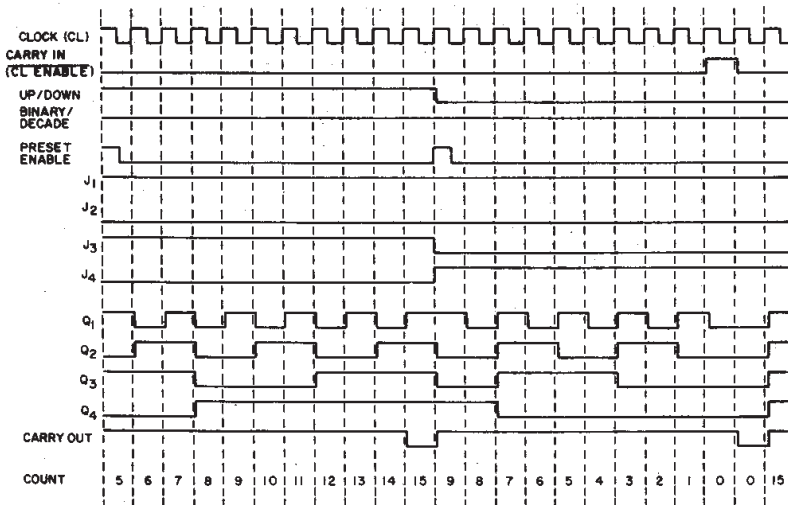 CLOCK (CL)
CARRY IN
(CL ENABLE)
UP/DOWN
BINARY/
DECADE
PRESET
ENABLE
J1
J2
J3
J4
Q1
Q2
Q3
Q4
CARRY OUT
COUNT 5 6 7 8 9 10 11 12 13 14 15 9 8 7 6 5 4 3 2 1 0 0 15